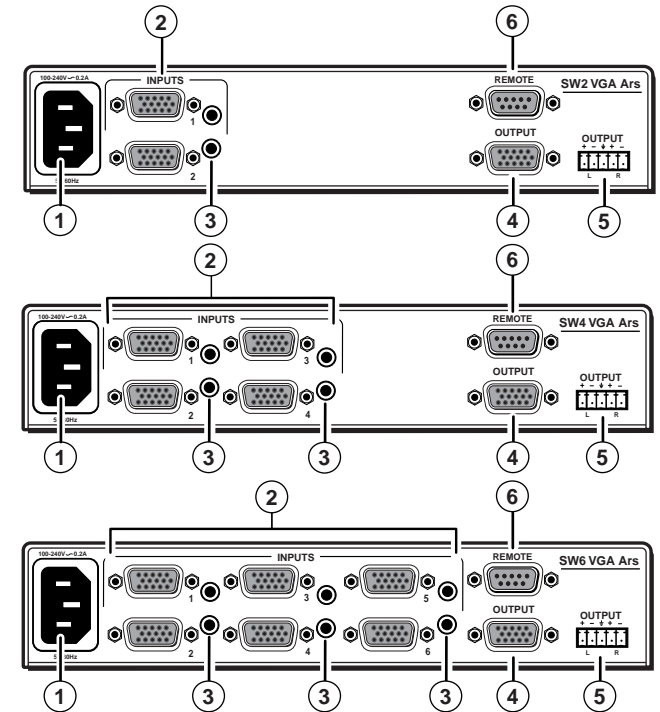 2
6
100-240V 0.2A
INPUTS
REMOTE
SW2 VGA Ars
1
OUTPUT
OUTPUT
+ - + -
2
L R
50-60Hz
1
3
4
5
2
6
100-240V 0.2A
INPUTS
REMOTE
SW4 VGA Ars
1
3
OUTPUT
OUTPUT
+ - + -
2
4
L R
1
3
3
4
5
2
6
100-240V 0.2A
INPUTS
REMOTE
SW6 VGA Ars
1
3
5
OUTPUT
OUTPUT
+ - + -
2
4
6
L R
1
3
3
3
4
5